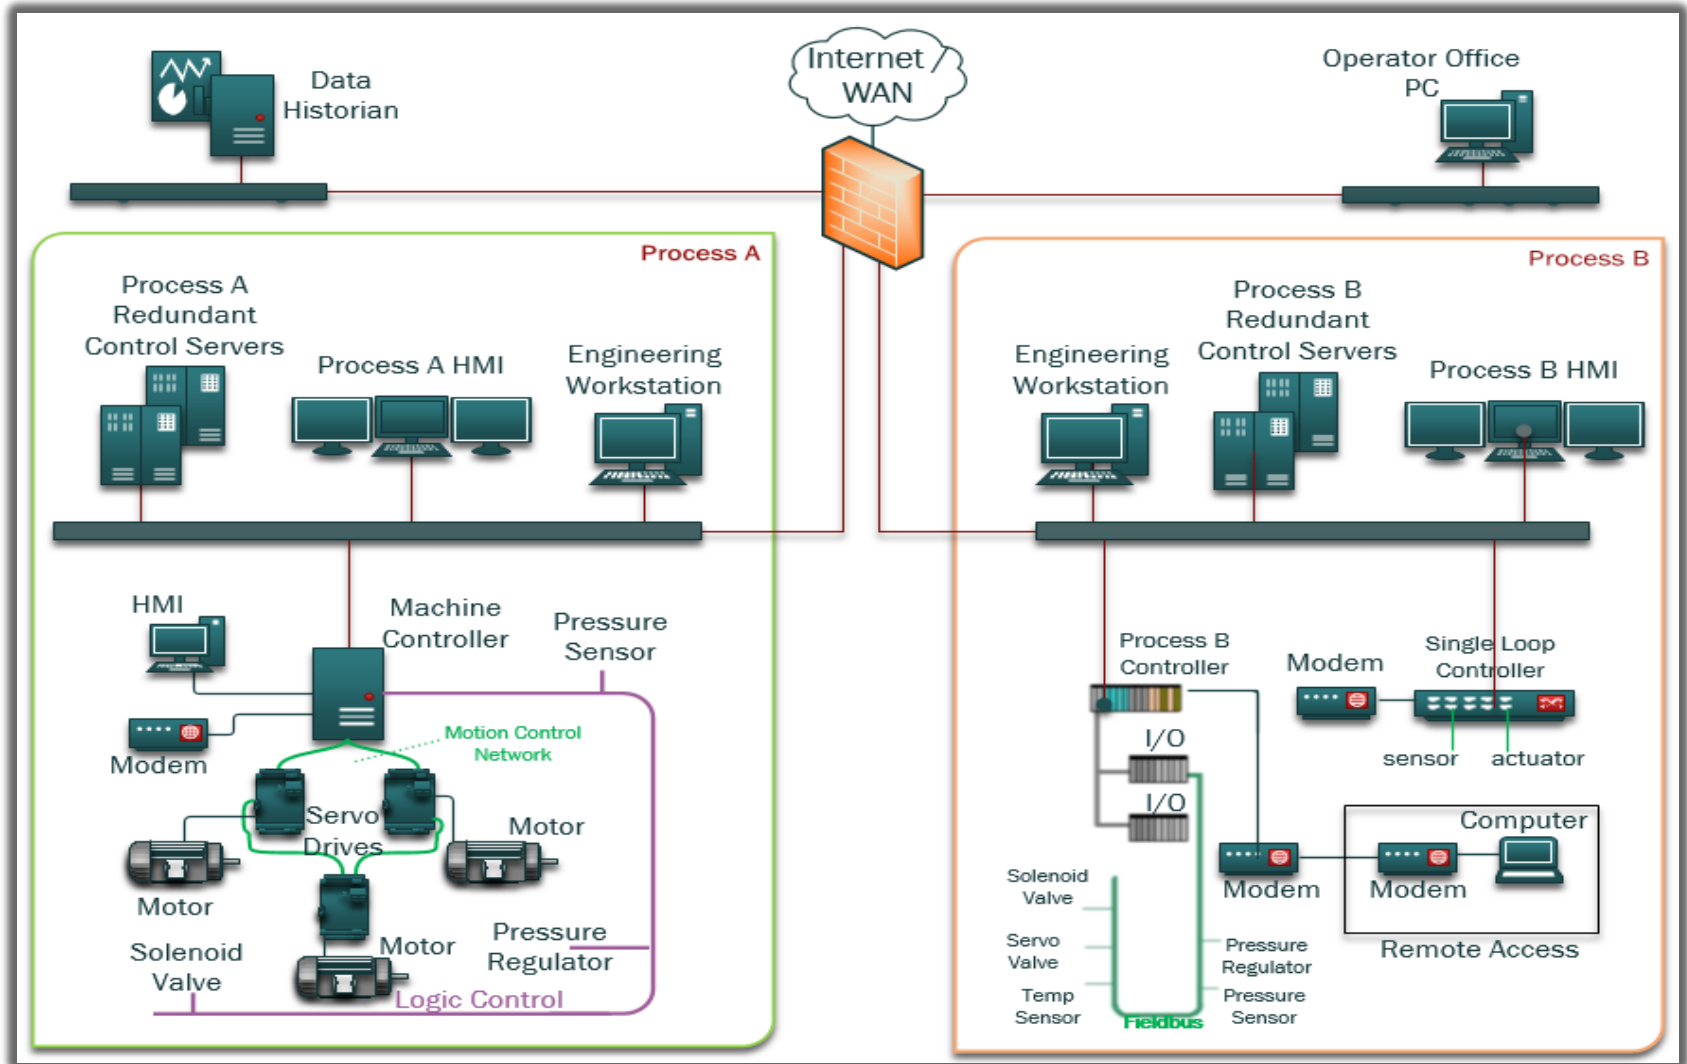 Data
Historian
Internet /
WAN
Operator Office
PC
Process A
Process A
Redundant
Control Servers
Process A HMI
Engineering
Workstation
HMI
Machine
Controller
Pressure
Sensor
Modem
Motion Control
Network
Servo
Drives
Motor
Motor
Motor
Solenoid
Valve
Pressure
Regulator
Logic Control
Process B
Engineering
Workstation
Process B
Redundant
Control Servers
Process B HMI
Process B
Controller
Modem
Single Loop
Controller
sensor
actuator
I/O
I/O
Computer
Modem
Modem
Remote Access
Solenoid
Valve
Servo
Valve
Temp
Sensor
Pressure
Regulator
Pressure
Sensor
Fieldbus